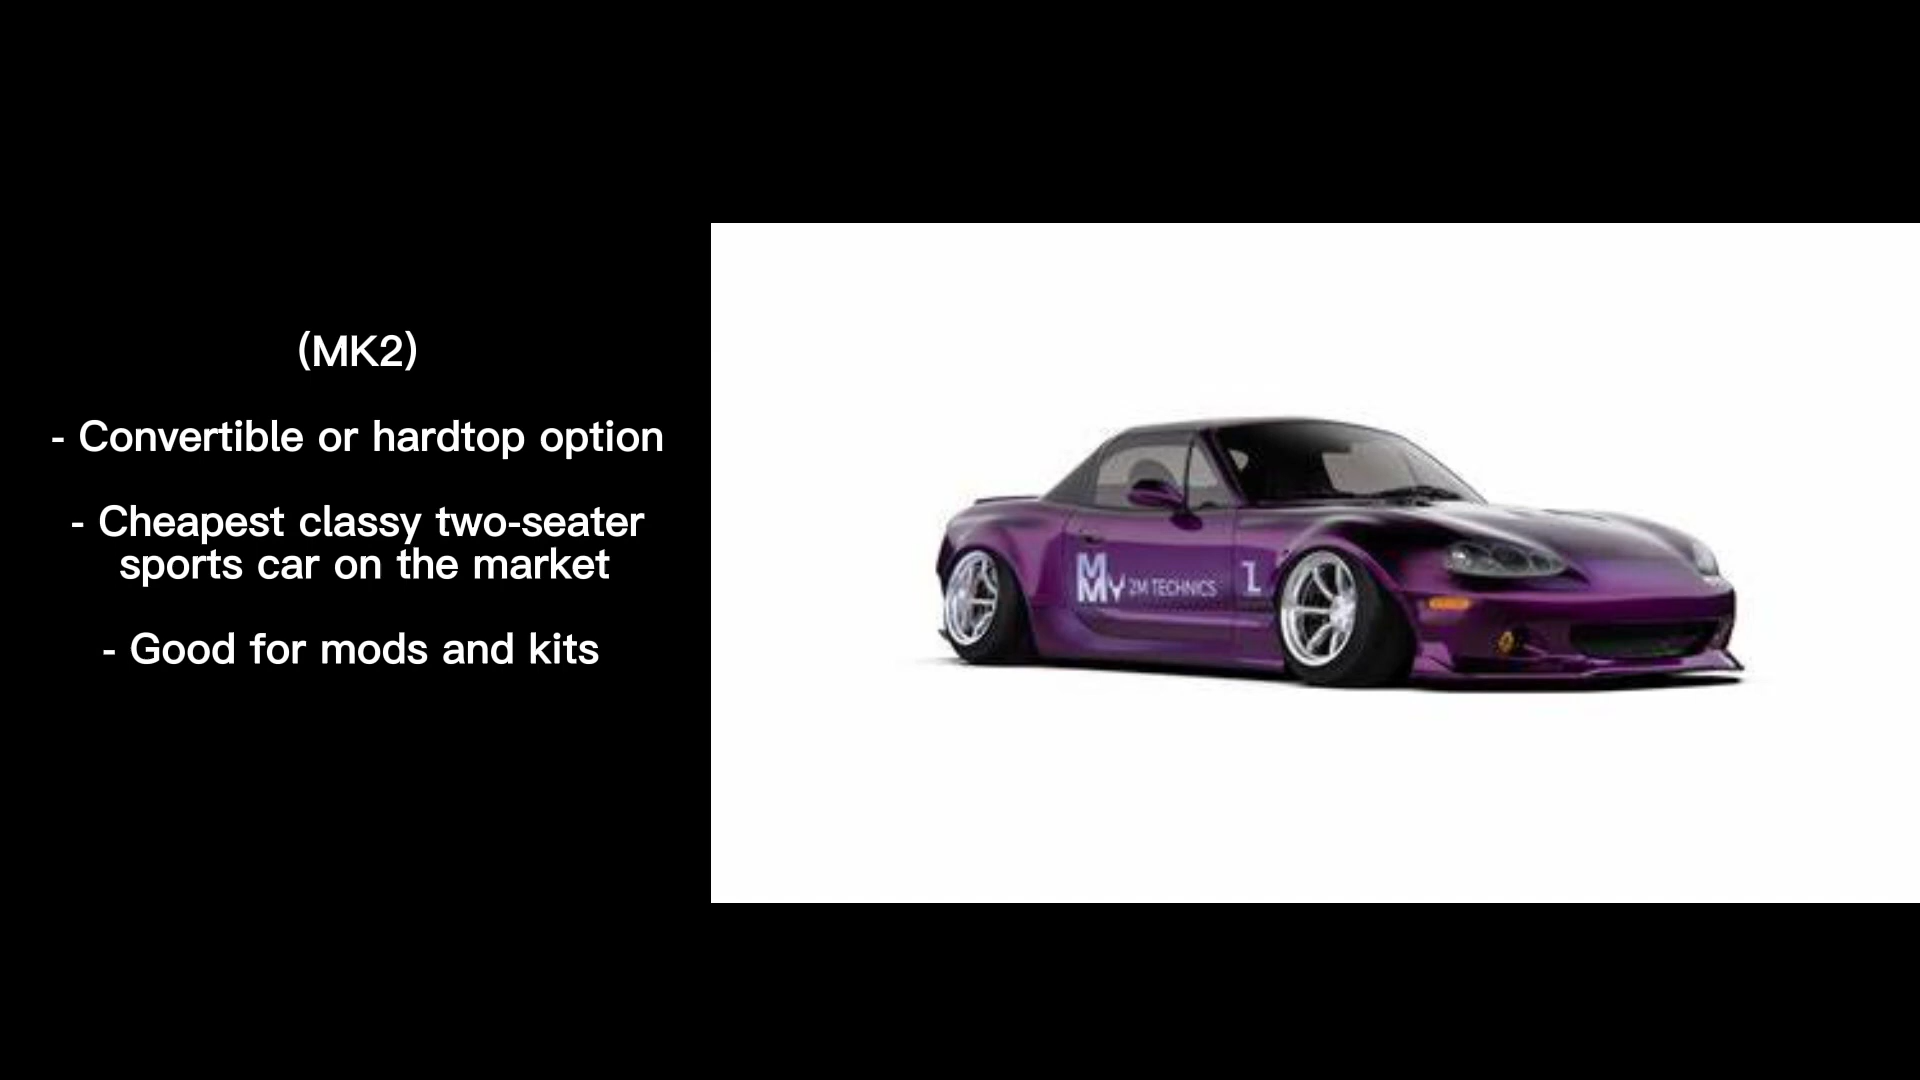 (MK2)
- Convertible or hardtop option
- Cheapest classy two-seater
sports car on the market
- Good for mods and kits
2M TECHNICS